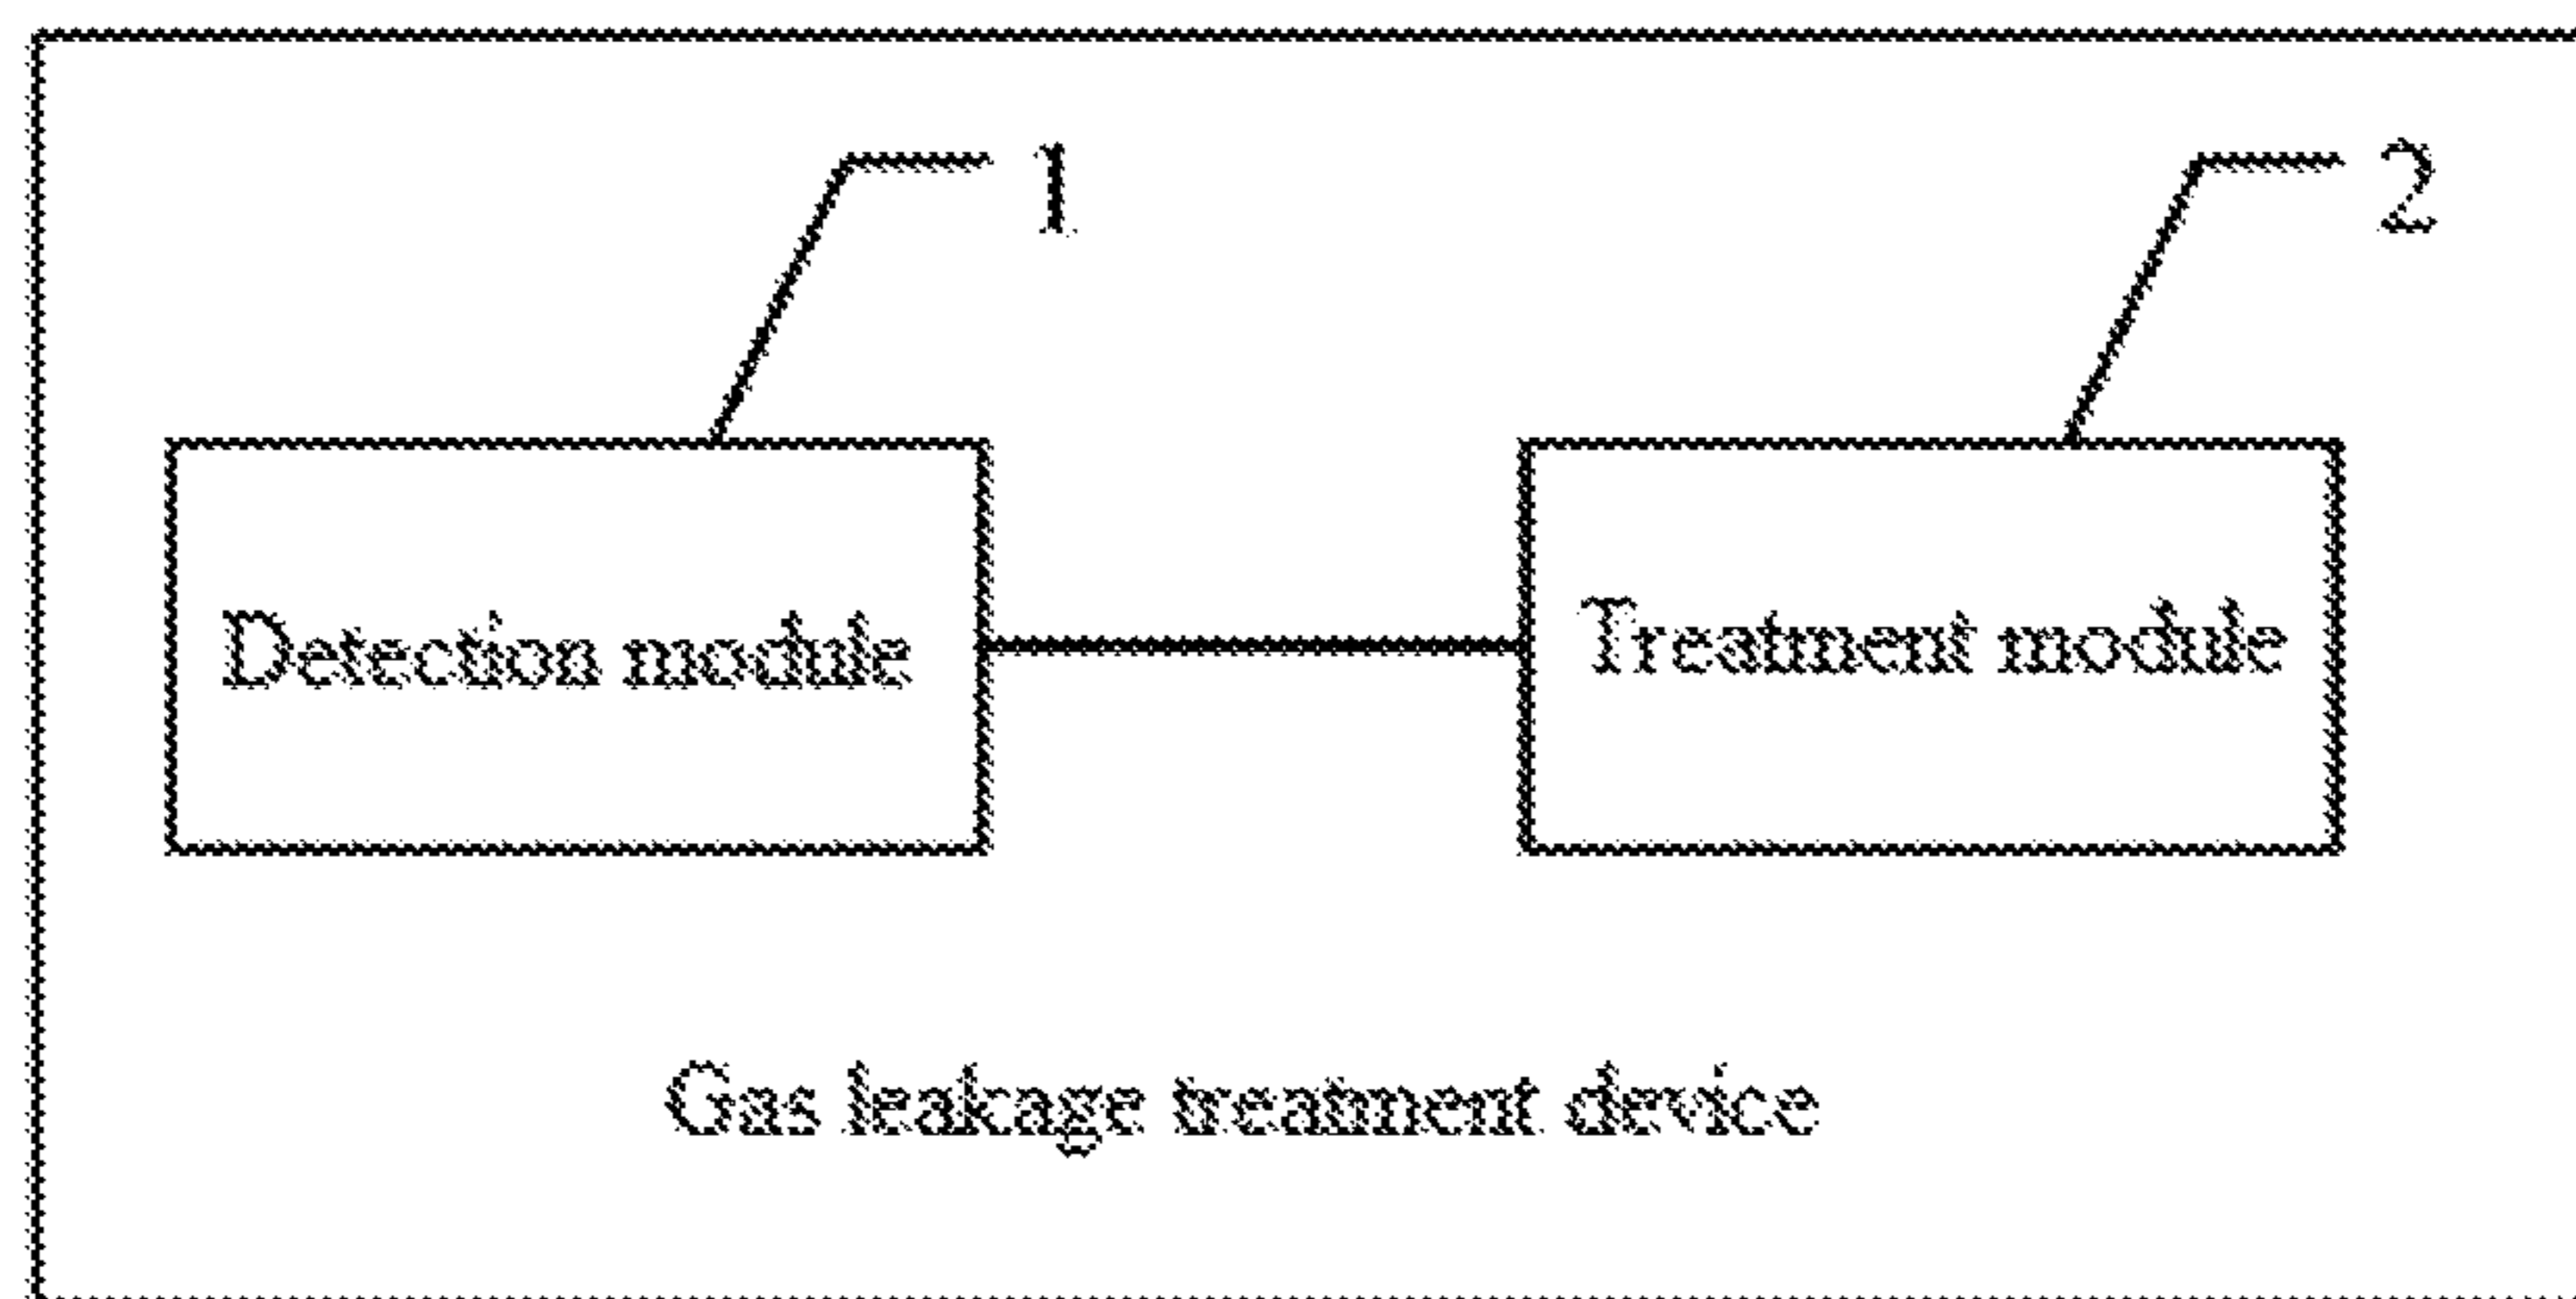 1
2
Detection module
Treatment module
Gas leakage treatment device